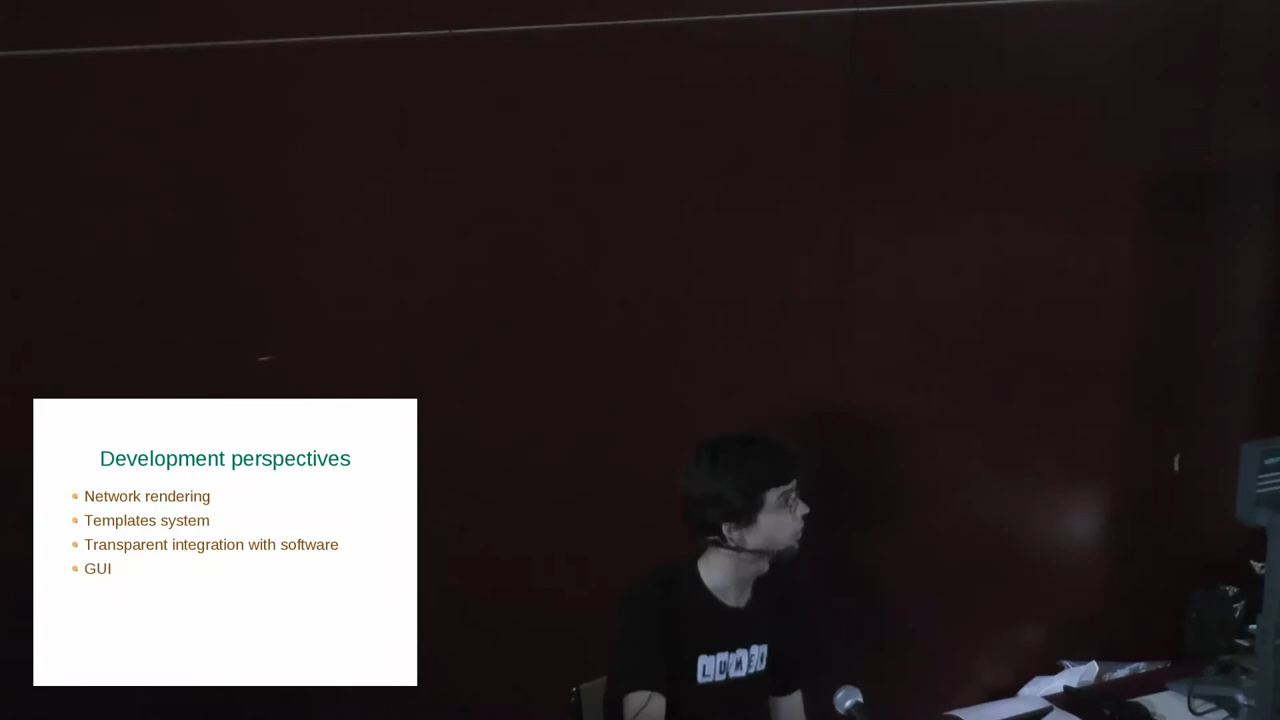 Development perspectives
Network rendering
Templates system
Transparent integration with software
GUI